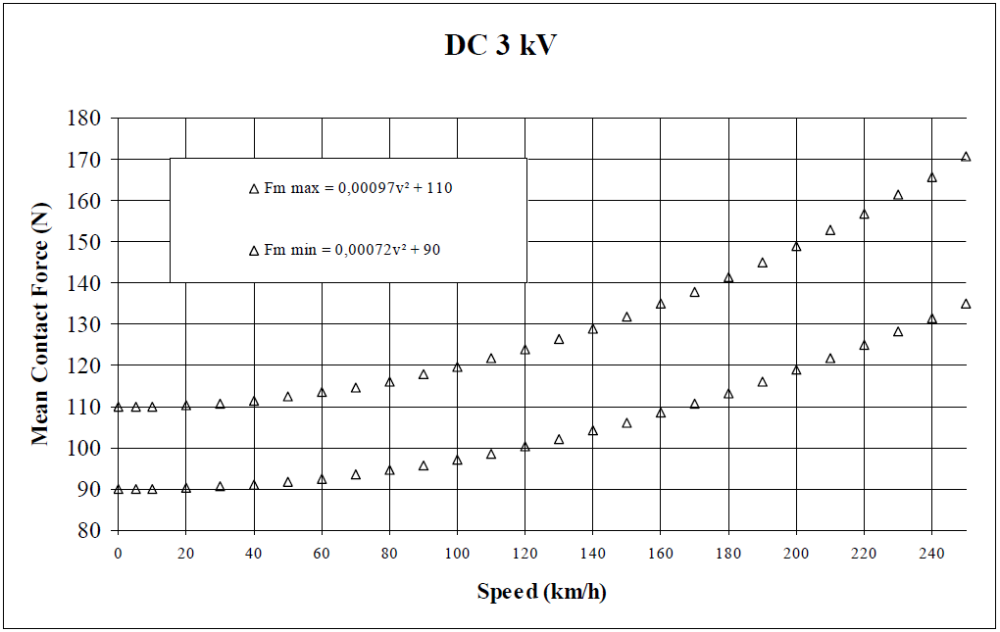 DC 3 kV
Mean Contact Force (N)
180
170
160
150
140
130
120
110
100
90
80
Fm max = 0,00097v² + 110
Fm min = 0,00072v² + 90
0 20 40 60 80 100 120 140 160 180 200 220 240
Speed (km/h)